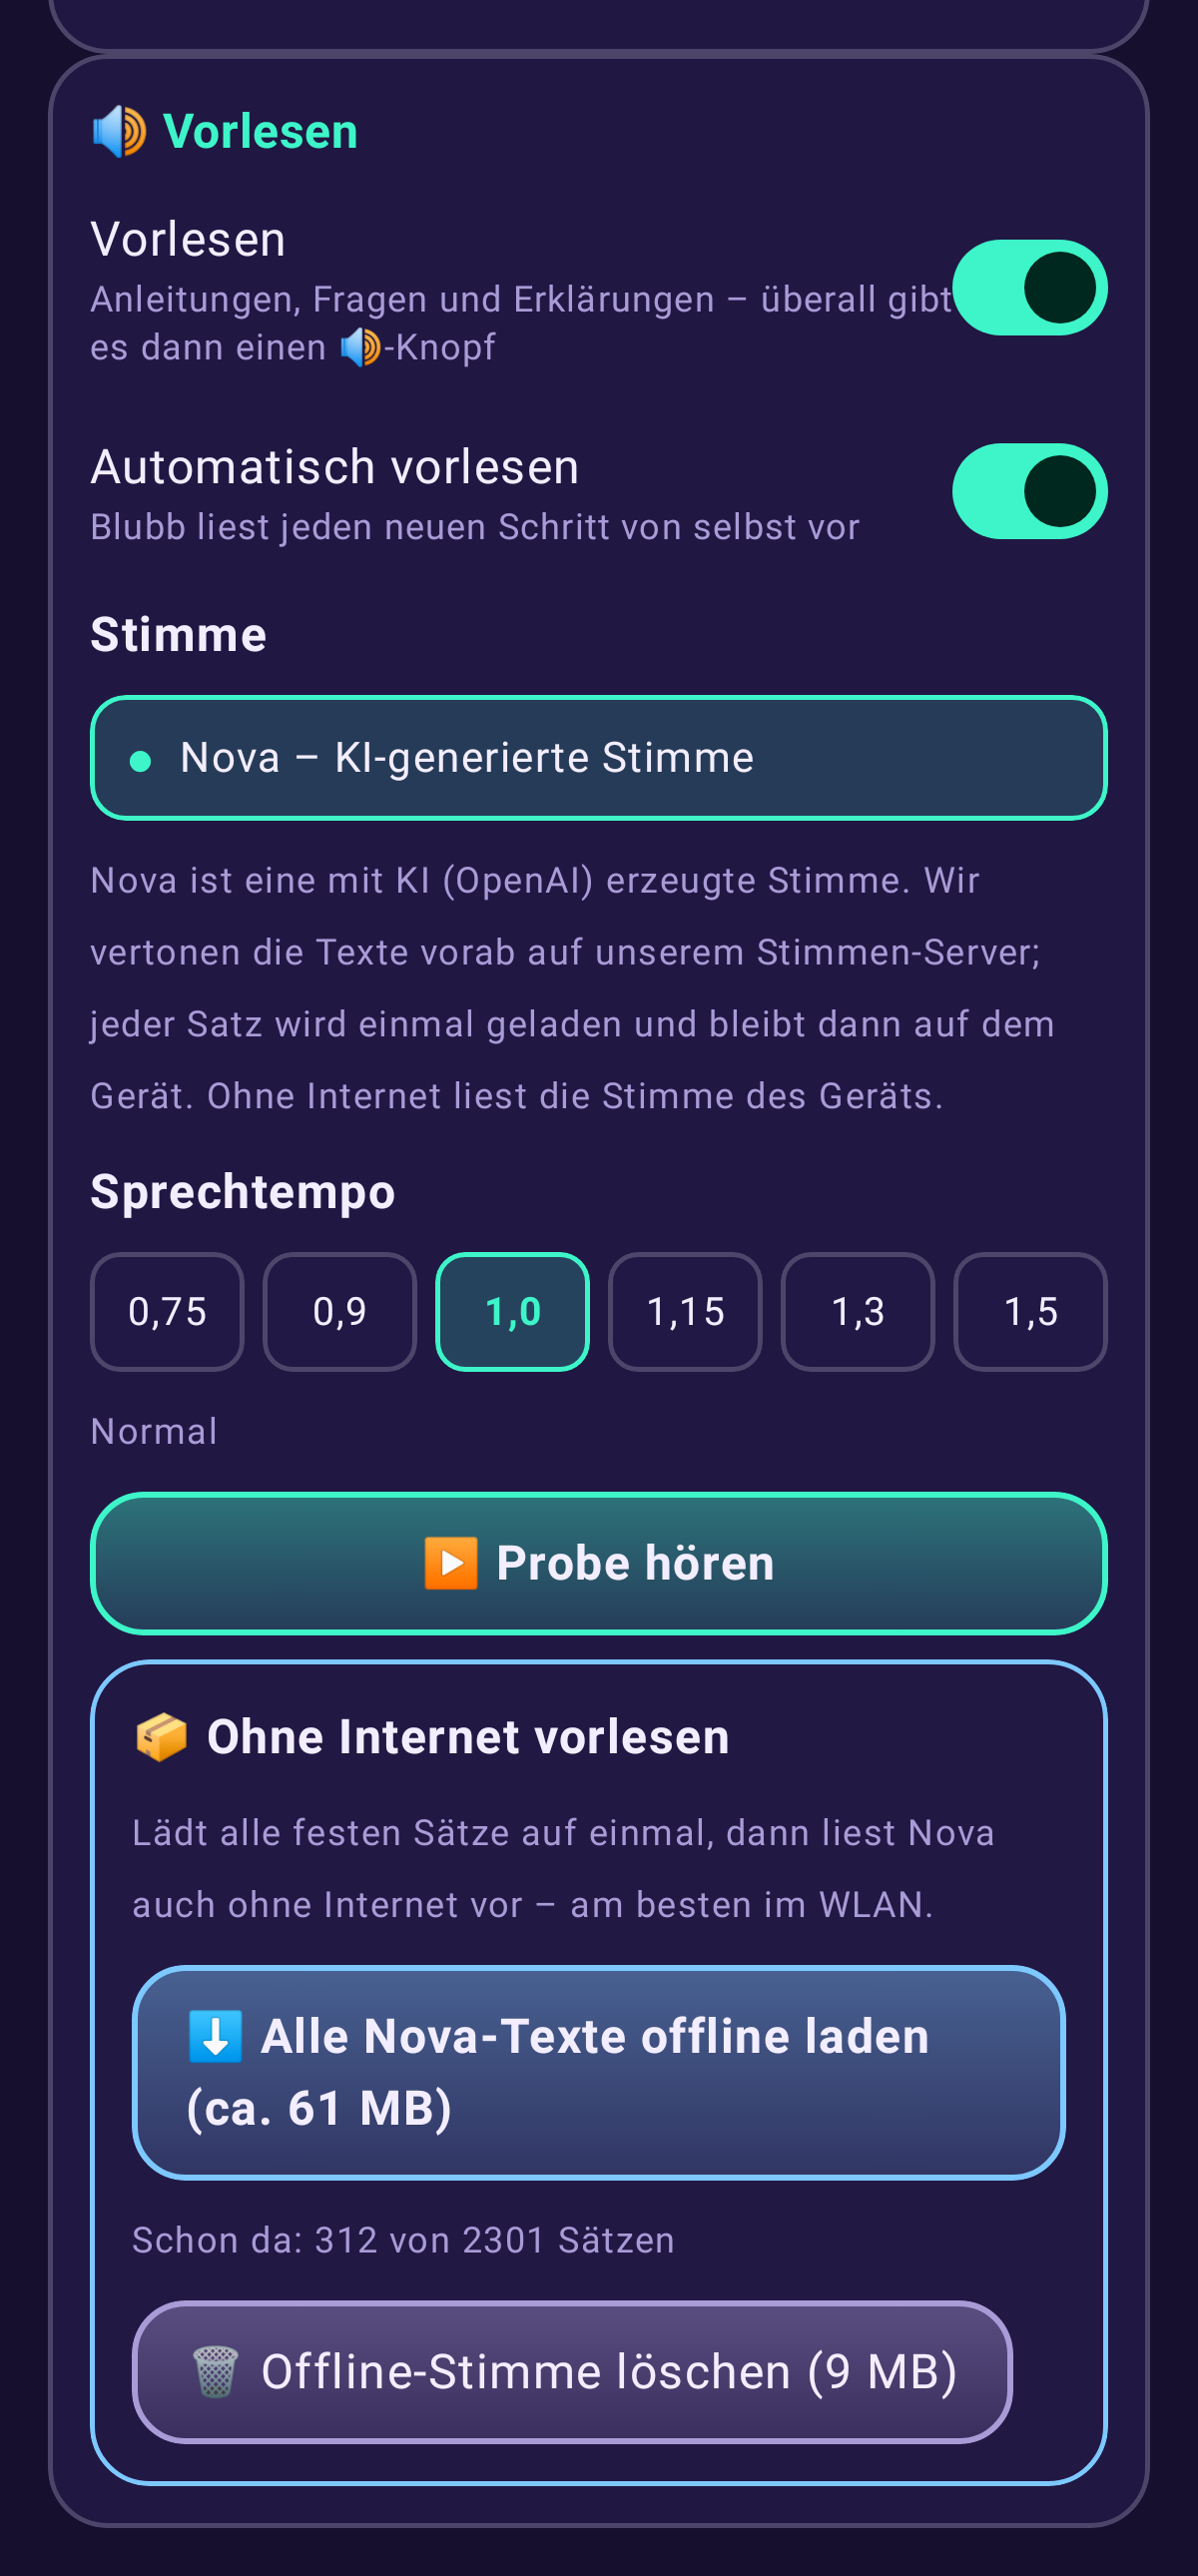 🔊 Vorlesen
Vorlesen
Anleitungen, Fragen und Erklärungen – überall gibt
es dann einen 🔊-Knopf
Automatisch vorlesen
Blubb liest jeden neuen Schritt von selbst vor
Stimme
Nova – KI-generierte Stimme
Nova ist eine mit KI (OpenAI) erzeugte Stimme. Wir
vertonen die Texte vorab auf unserem Stimmen-Server;
jeder Satz wird einmal geladen und bleibt dann auf dem
Gerät. Ohne Internet liest die Stimme des Geräts.
Sprechtempo
0,75 0,9 1,0 1,15 1,3 1,5
Normal
▶️ Probe hören
📦 Ohne Internet vorlesen
Lädt alle festen Sätze auf einmal, dann liest Nova
auch ohne Internet vor – am besten im WLAN.
⬇️ Alle Nova-Texte offline laden
(ca. 61 MB)
Schon da: 312 von 2301 Sätzen
🗑️ Offline-Stimme löschen (9 MB)